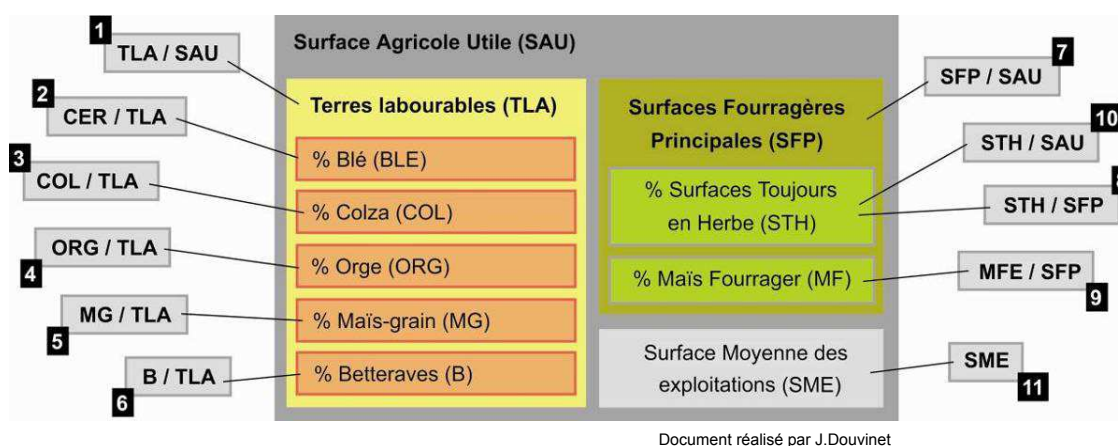 1
TLA / SAU
2
CER / TLA
3
COL / TLA
ORG / TLA
4
MG / TLA
5
B / TLA
6
Surface Agricole Utile (SAU)
Terres labourables (TLA)
% Blé (BLE)
% Colza (COL)
% Orge (ORG)
% Maïs-grain (MG)
% Betteraves (B)
Surfaces Fourragères
Principales (SFP)
% Surfaces Toujours
en Herbe (STH)
% Maïs Fourrager (MF)
Surface Moyenne des
exploitations (SME)
7
SFP / SAU
10
STH / SAU
STH / SFP
MFE / SFP
9
SME
11
Document réalisé par J.Douvinet